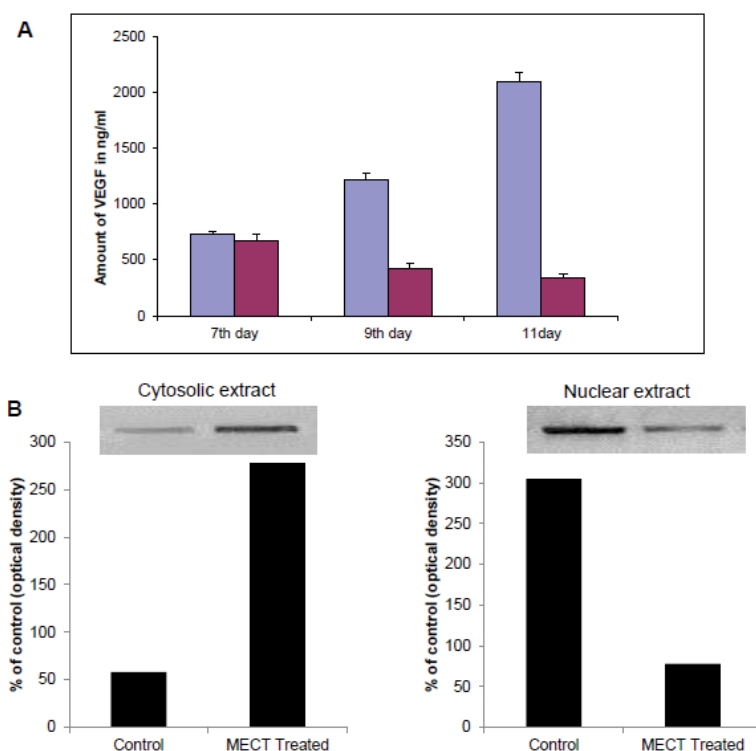 A
Amount of VEGF in ng/ml
2500
2000
1500
1000
500
0
7th day 9th day 11day
B
Cytosolic extract
% of control (optical density)
300
250
200
150
100
50
0
Control MECT Treated
Nuclear extract
% of control (optical density)
350
300
250
200
150
100
50
0
Control MECT Treated